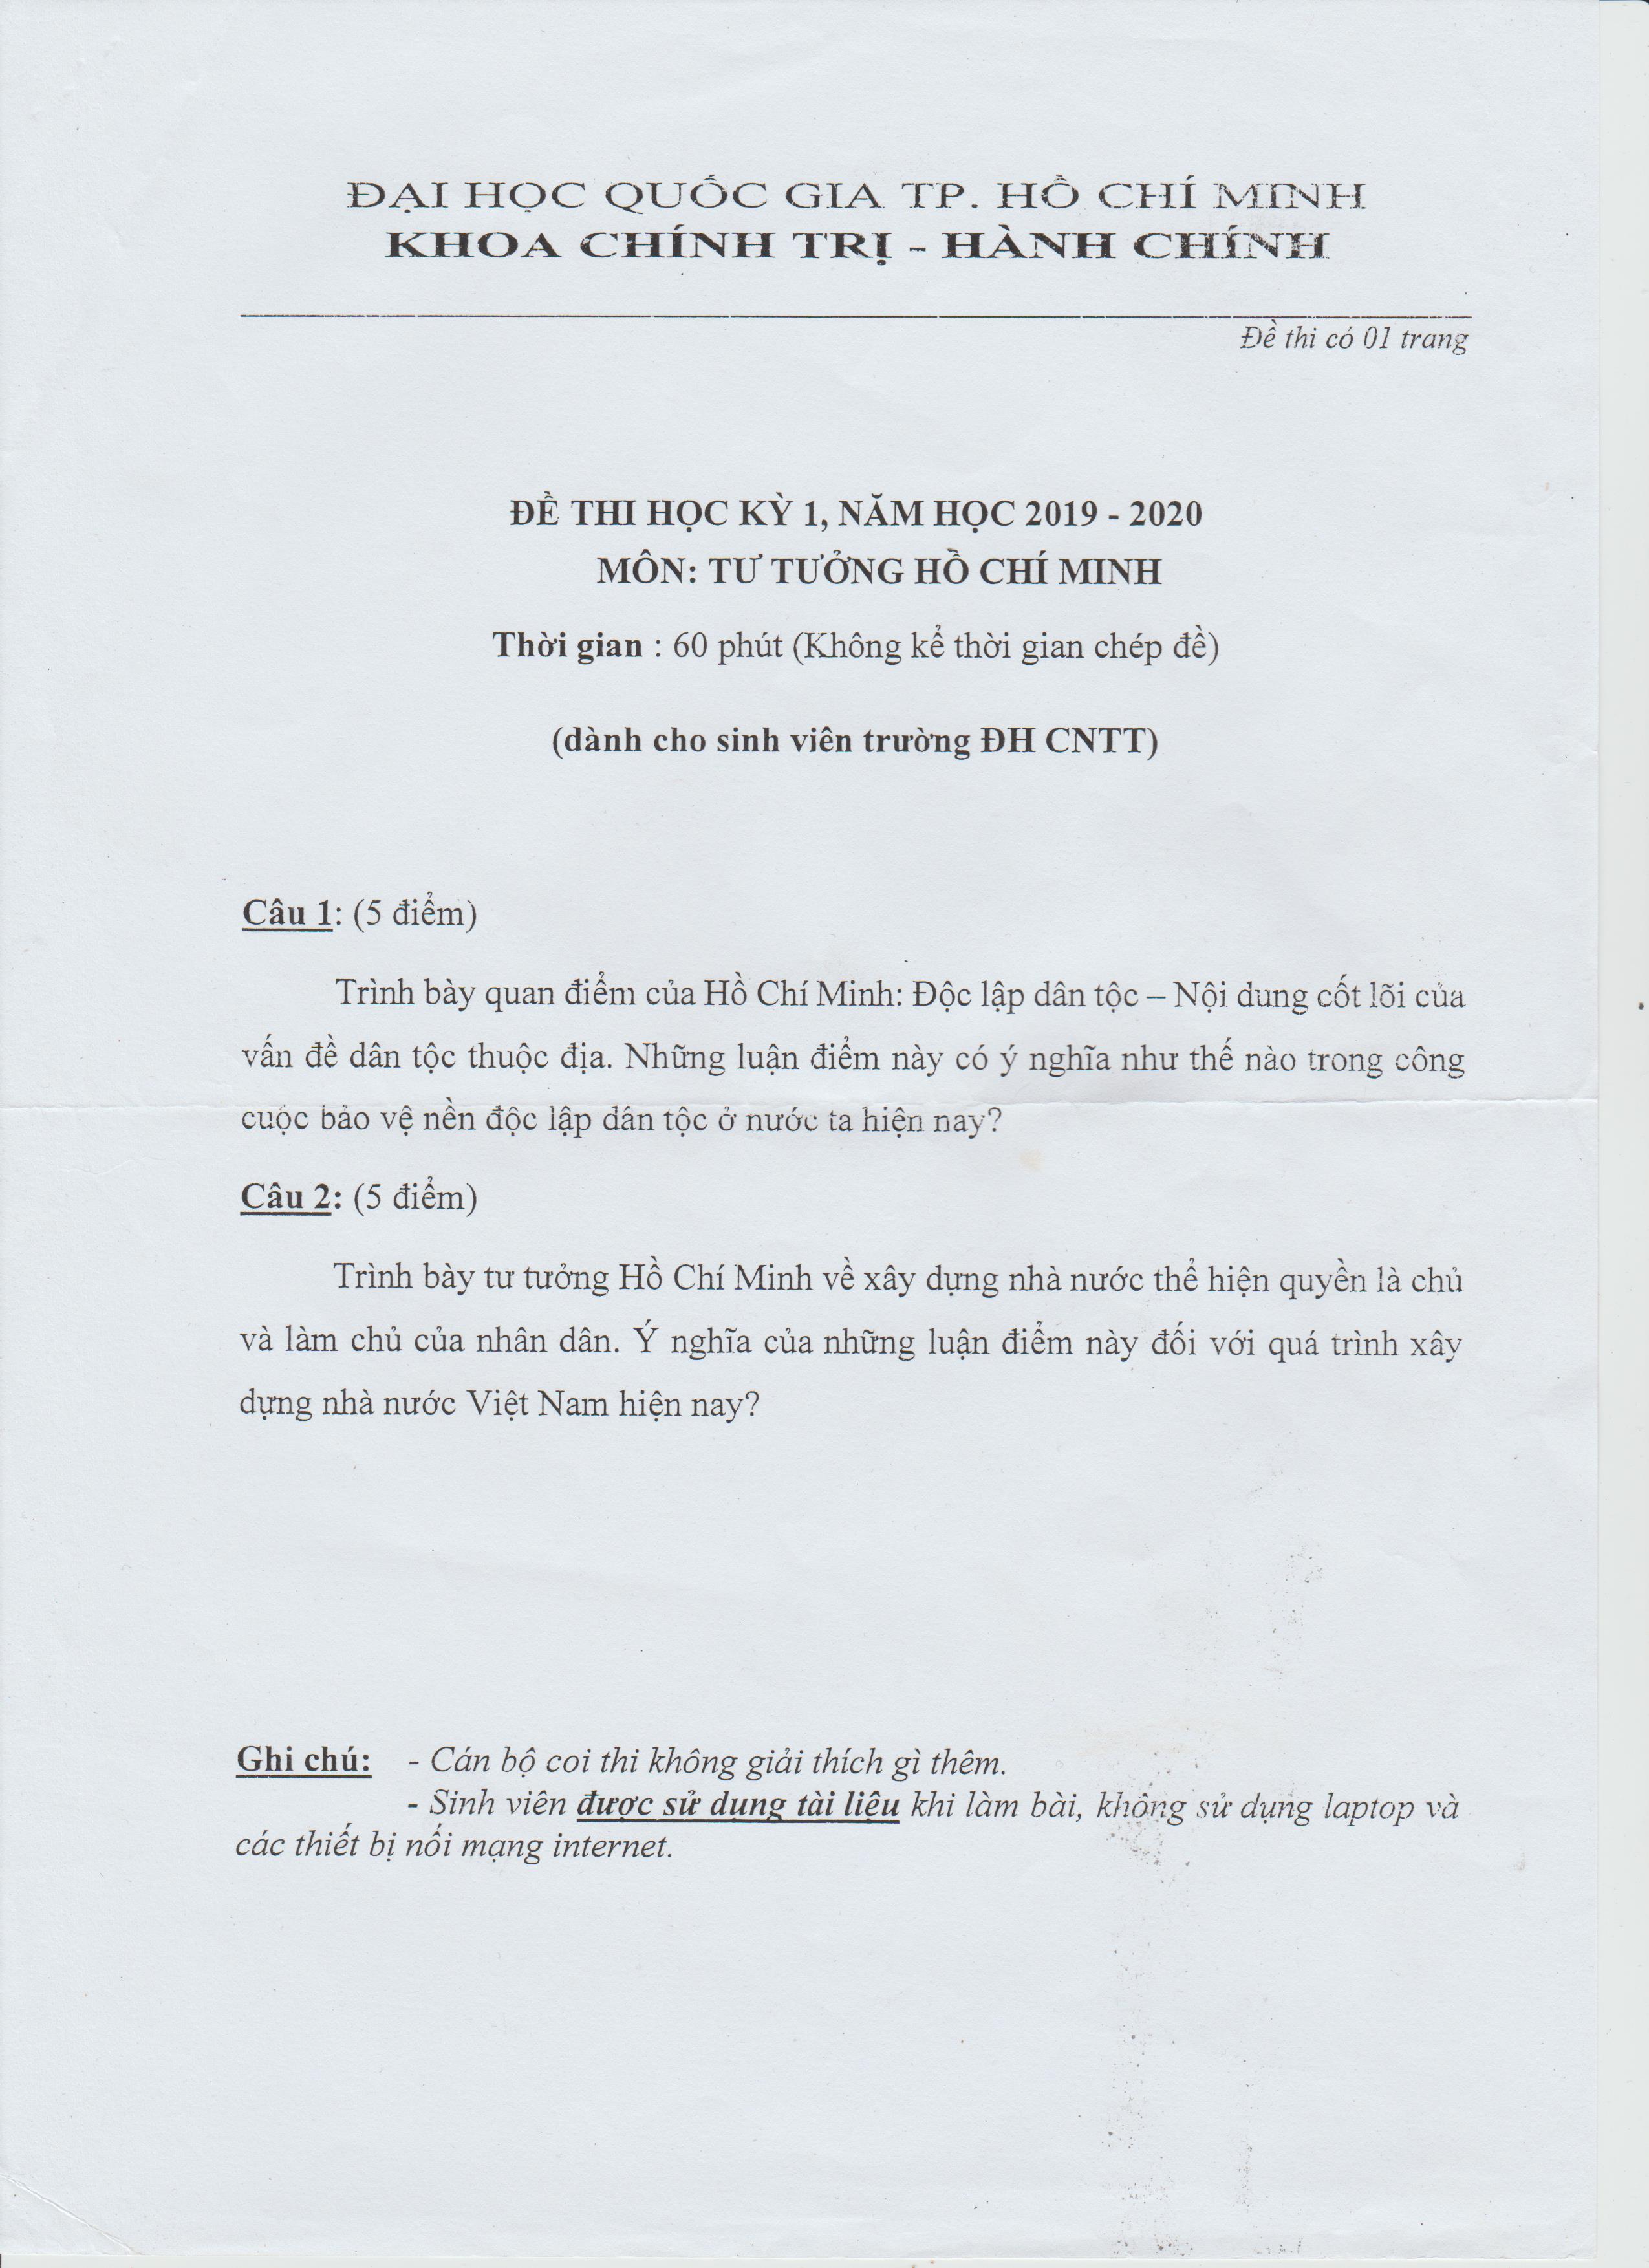 ĐẠI HỌC QUỐC GIA TP. HỒ CHÍ MINH
KHOA CHÍNH TRỊ - HÀNH CHÍNH
Đề thi có 01 trang
ĐỀ THI HỌC KỲ 1, NĂM HỌC 2019 - 2020
MÔN: TƯ TƯỞNG HỒ CHÍ MINH
Thời gian : 60 phút (Không kể thời gian chép đề)
(dành cho sinh viên trường ĐH CNTT)
Câu 1: (5 điểm)
Trình bày quan điểm của Hồ Chí Minh: Độc lập dân tộc – Nội dung cốt lõi của
vấn đề dân tộc thuộc địa. Những luận điểm này có ý nghĩa như thế nào trong công
cuộc bảo vệ nền độc lập dân tộc ở nước ta hiện nay?
Câu 2: (5 điểm)
Trình bày tư tưởng Hồ Chí Minh về xây dựng nhà nước thể hiện quyền là chủ
và làm chủ của nhân dân. Ý nghĩa của những luận điểm này đối với quá trình xây
dựng nhà nước Việt Nam hiện nay?
Ghi chú: - Cán bộ coi thi không giải thích gì thêm.
- Sinh viên được sử dụng tài liệu khi làm bài, không sử dụng laptop và
các thiết bị nối mạng internet.